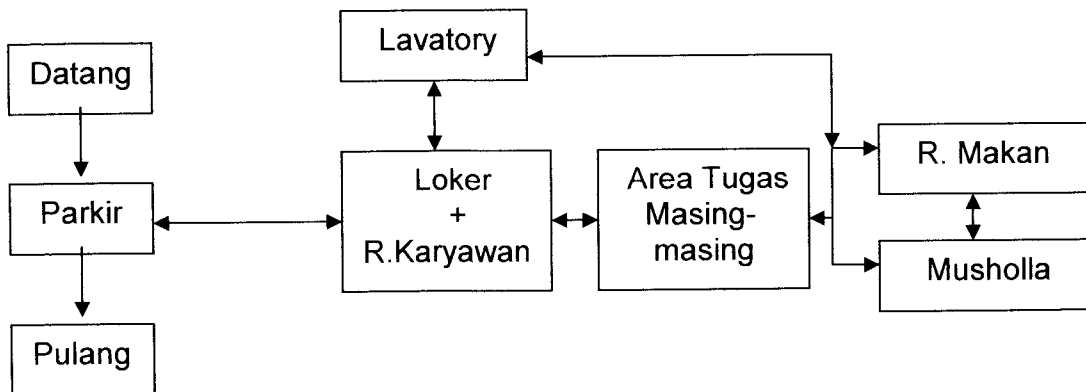 Datang
Parkir
Pulang
Lavatory
Loker
+
R.Karyawan
Area Tugas
Masing-
masing
R. Makan
Musholla